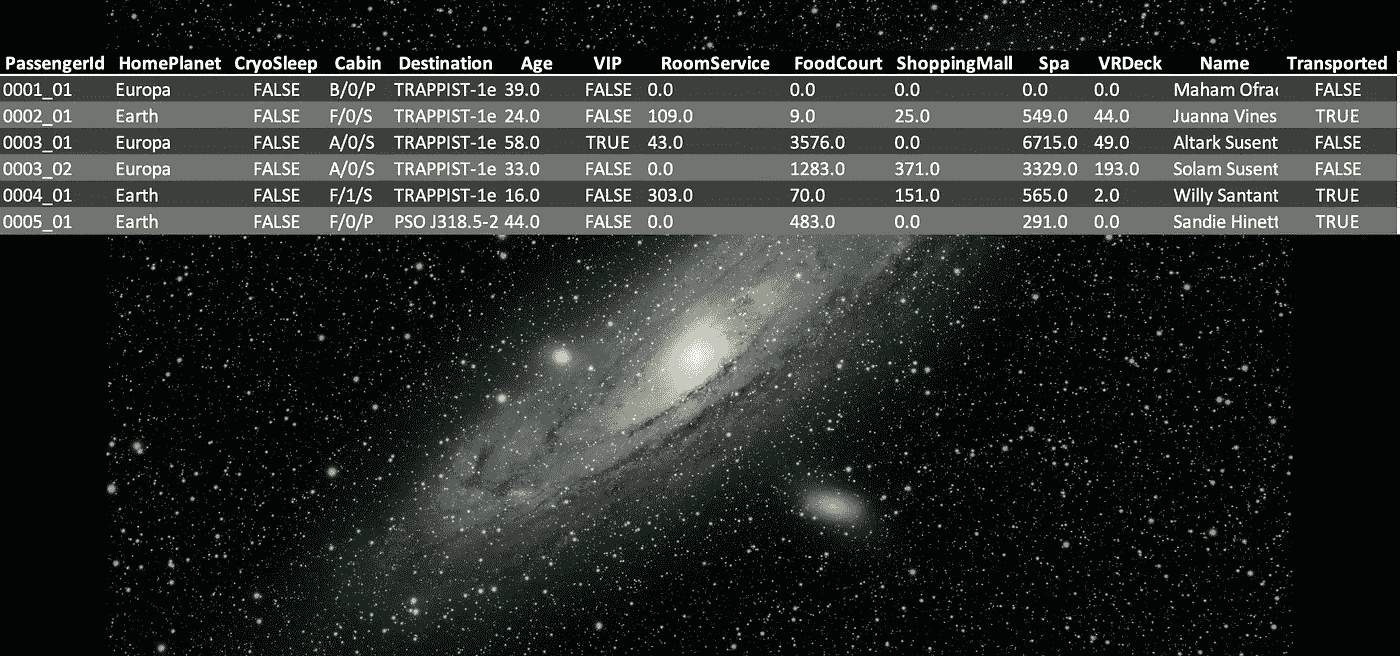 PassengerId HomePlanet CryoSleep Cabin Destination Age VIP RoomService FoodCourt ShoppingMall Spa VRDeck Name Transported
0001_01 Europa FALSE B/0/P TRAPPIST-1e 39.0 FALSE 0.0 0.0 0.0 0.0 0.0 Maham FALSE
0002_01 Earth FALSE F/0/S TRAPPIST-1e 24.0 FALSE 109.0 9.0 25.0 549.0 44.0 Juanna Vines TRUE
0003_01 Europa FALSE A/0/S TRAPPIST-1e 58.0 TRUE 43.0 3576.0 0.0 6715.0 49.0 Altark Susent FALSE
0003_02 Europa FALSE A/0/S TRAPPIST-1e 33.0 FALSE 0.0 1283.0 371.0 3329.0 193.0 Solam Susent FALSE
0004_01 Earth FALSE F/1/S TRAPPIST-1e 16.0 FALSE 303.0 70.0 151.0 565.0 2.0 Willy Santant TRUE
0005_01 Earth FALSE F/0/P PSO J318.5-2 44.0 FALSE 0.0 483.0 0.0 291.0 0.0 Sandie Hinett TRUE